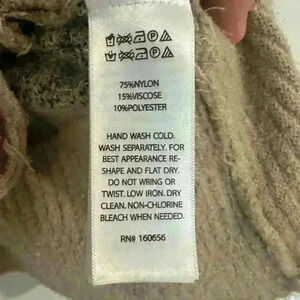 75%NYLON
15%VISCOSE
10%POLYESTER
HAND WASH COLD.
WASH SEPARATELY. FOR
BEST APPEARANCE RE-
SHAPE AND FLAT DRY.
DO NOT WRING OR
TWIST. LOW IRON. DRY
CLEAN. NON-CHLORINE
BLEACH WHEN NEEDED.
RN# 160656